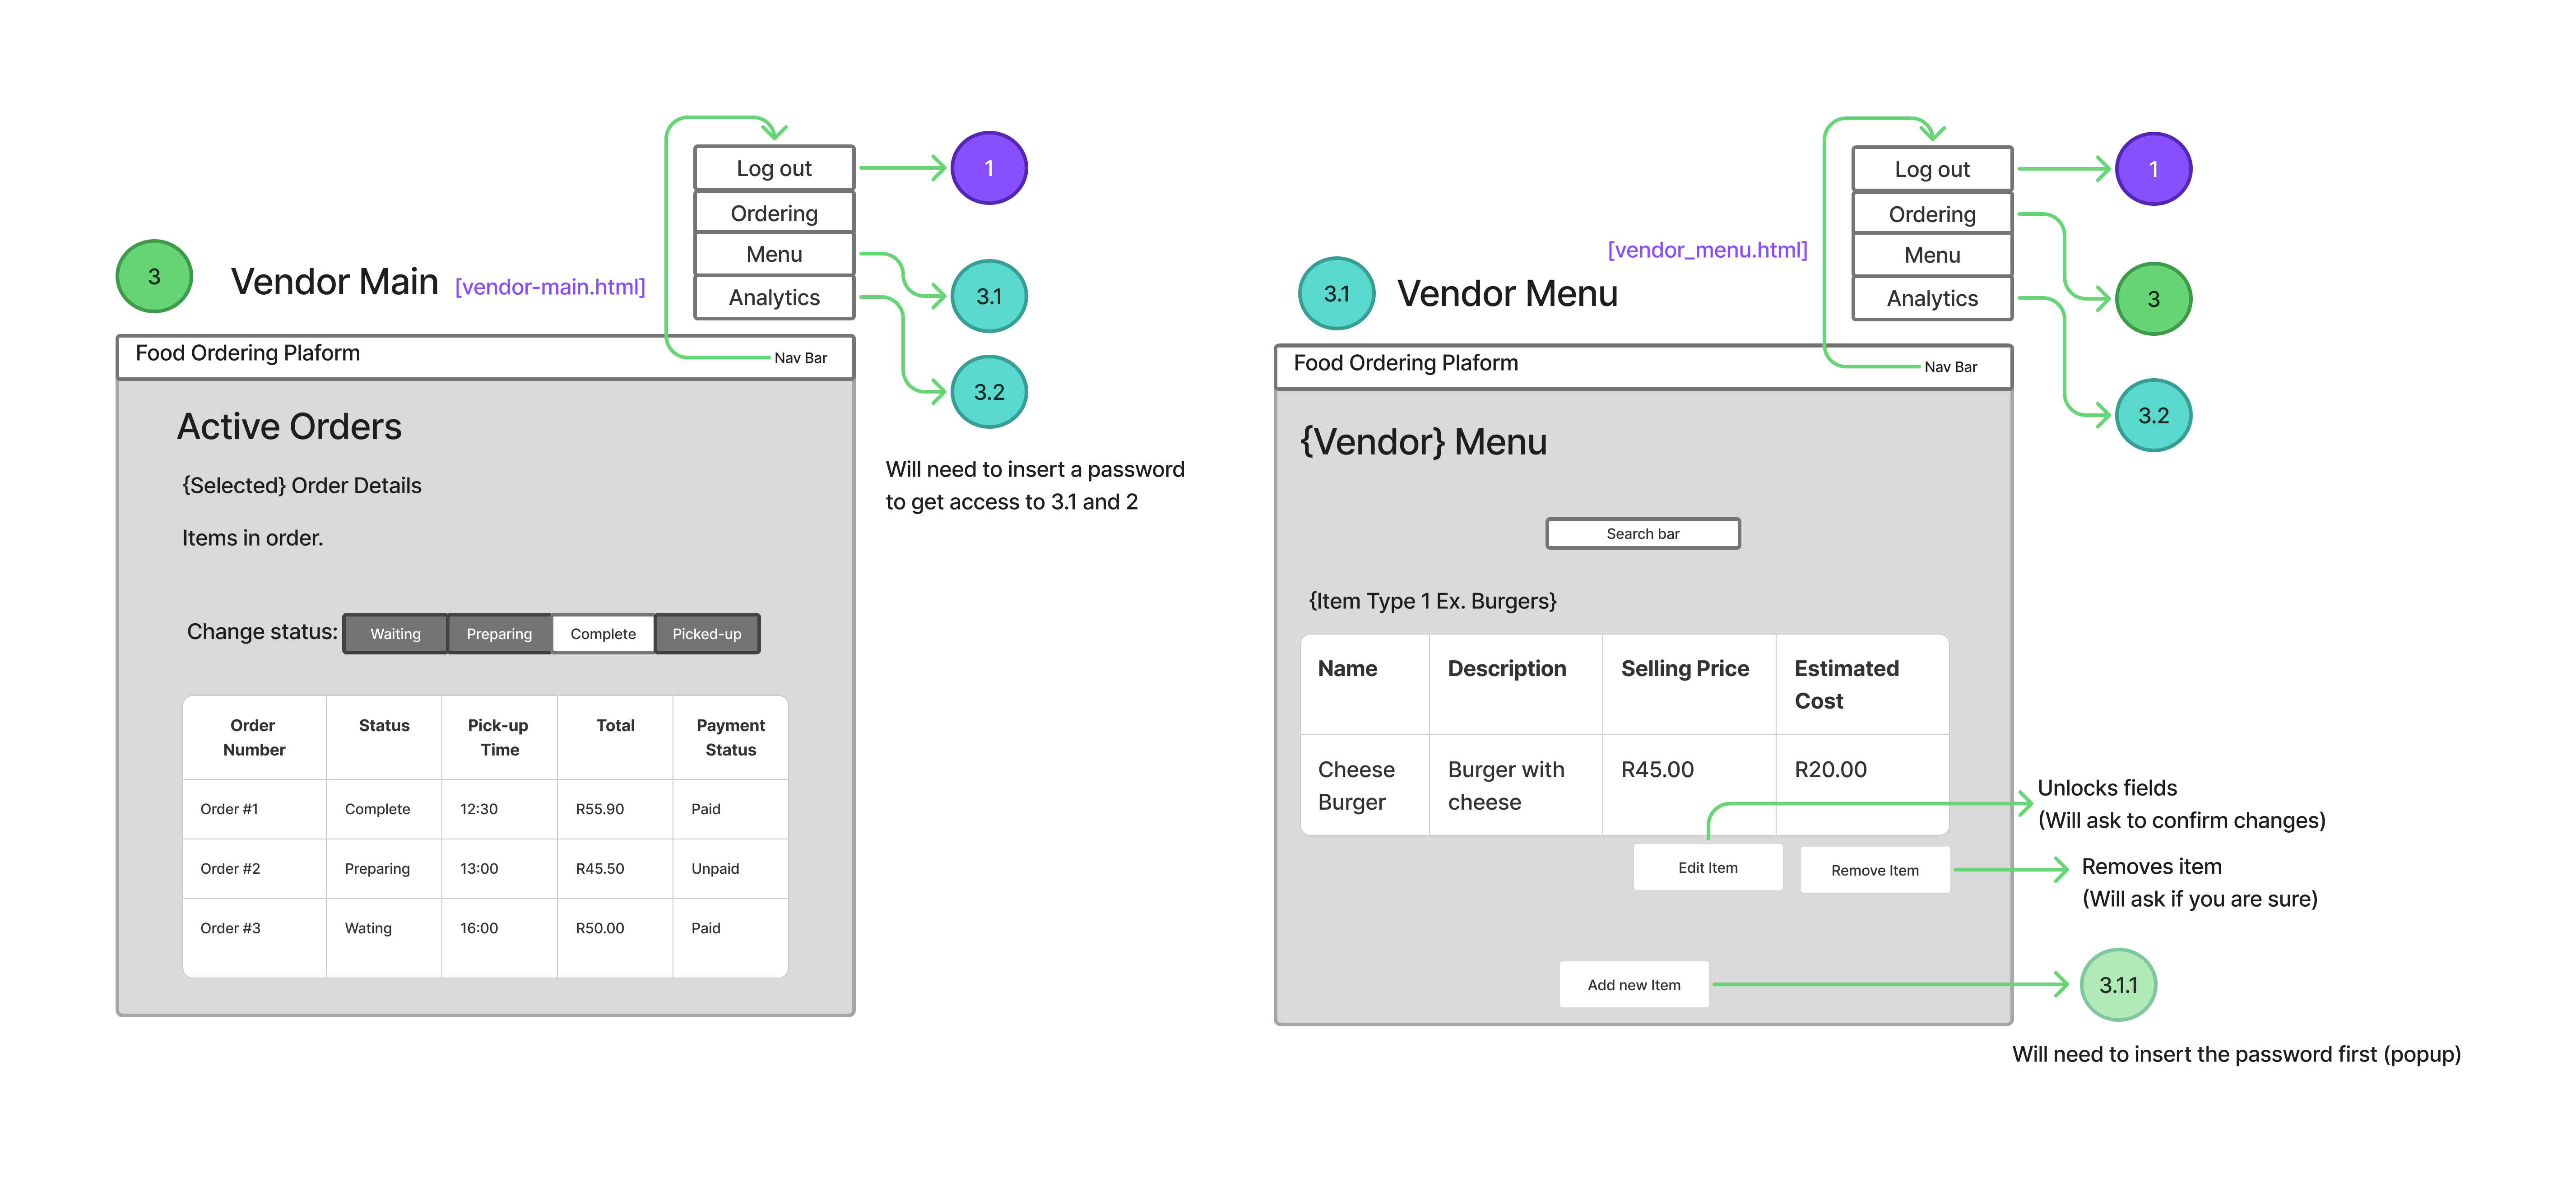 Log out
Ordering
Menu
Analytics
1
3.1
3.2
3
Vendor Main
[vendor-main.html]
Food Ordering Plaform
Nav Bar
Active Orders
{Selected} Order Details
Items in order.
Change status:
Waiting
Preparing
Complete
Picked-up
Order Number
Status
Pick-up Time
Total
Payment Status
Order #1
Complete
12:30
R55.90
Paid
Order #2
Preparing
13:00
R45.50
Unpaid
Order #3
Wating
16:00
R50.00
Paid
Will need to insert a password
to get access to 3.1 and 2
Log out
Ordering
Menu
Analytics
1
3
3.2
[vendor_menu.html]
3.1
Vendor Menu
Food Ordering Plaform
Nav Bar
{Vendor} Menu
Search bar
{Item Type 1 Ex. Burgers}
Name
Description
Selling Price
Estimated
Cost
Cheese
Burger
Burger with
cheese
R45.00
R20.00
Edit Item
Remove Item
Unlocks fields
(Will ask to confirm changes)
Removes item
(Will ask if you are sure)
Add new Item
3.1.1
Will need to insert the password first (popup)